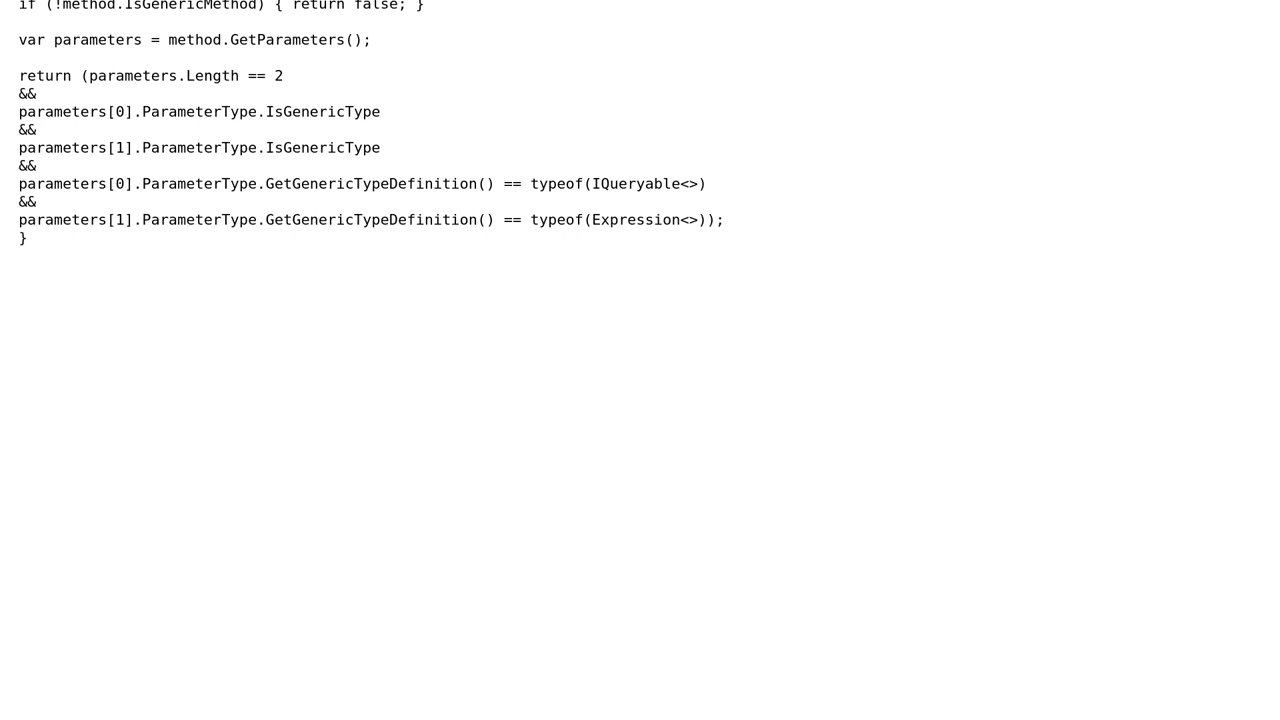 if (!method.IsGenericMethod) { return false; }
var parameters = method.GetParameters();
return (parameters.Length == 2
&&
parameters[0].ParameterType.IsGenericType
&&
parameters[1].ParameterType.IsGenericType
&&
parameters[0].ParameterType.GetGenericTypeDefinition() == typeof(IQueryable<>)
&&
parameters[1].ParameterType.GetGenericTypeDefinition() == typeof(Expression<>));
}